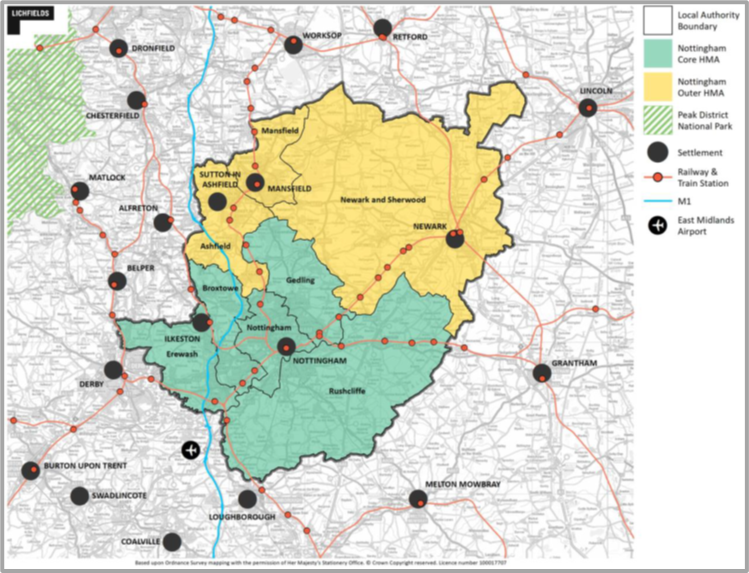 LICHFIELDS
DRONFIELD
WORKSOP
RETFORD
LINCOLN
CHESTERFIELD
Mansfield
MATLOCK
SUTTON IN
ASHFIELD
MANSFIELD
Newark and Sherwood
ALFRETON
NEWARK
Ashfield
BELPER
Broxtowe
Gedling
ILKESTON
Nottingham
Erewash
NOTTINGHAM
DERBY
GRANTHAM
Rushcliffe
BURTON UPON TRENT
SWADLINCOTE
MELTON MOWBRAY
LOUGHBOROUGH
COALVILLE
Local Authority
Boundary
Nottingham
Core HMA
Nottingham
Outer HMA
Peak District
National Park
Settlement
Railway &
Train Station
M1
East Midlands
Airport
Based upon Ordnance Survey mapping with the permission of Her Majesty's Stationery Office. © Crown Copyright reserved. Licence number 100017707